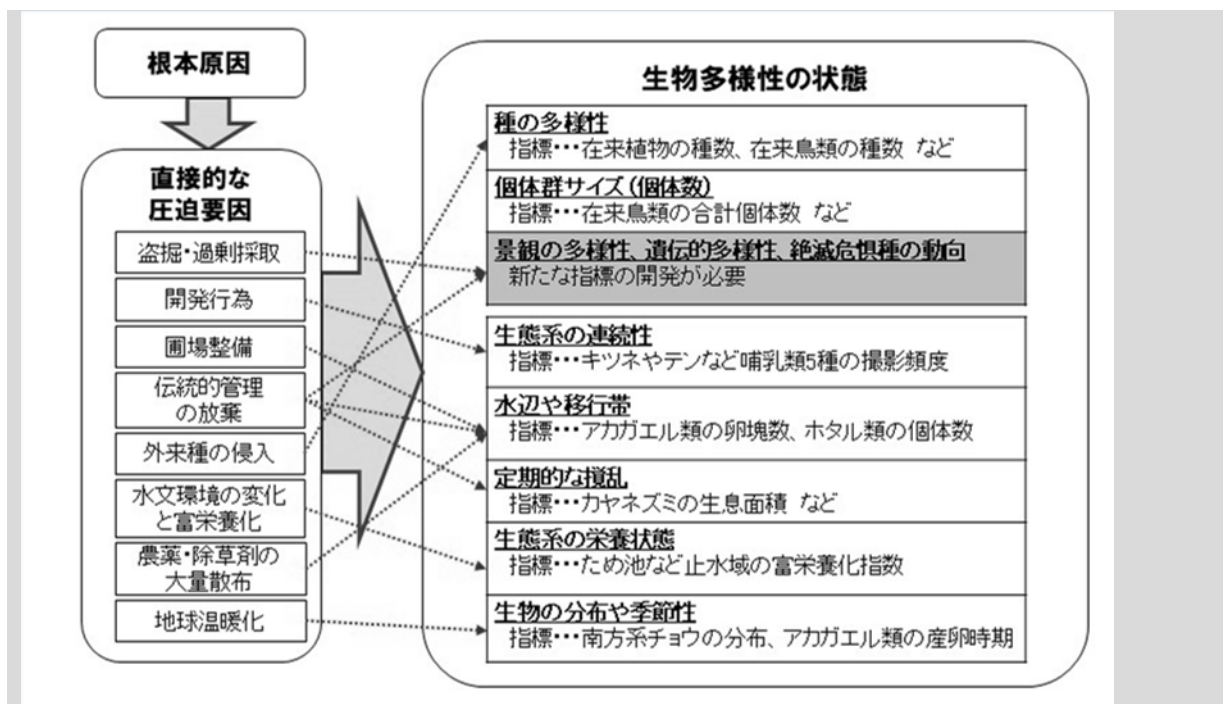 根本原因
直接的な
圧迫要因
盗掘・過剰採取
開発行為
圃場整備
伝統的管理
の放棄
外来種の侵入
水文環境の変化
と富栄養化
農薬・除草剤の
大量散布
地球温暖化
生物多様性の状態
種の多様性
指標･･･在来植物の種数、在来鳥類の種数 など
個体群サイズ(個体数)
指標･･･在来鳥類の合計個体数 など
景観の多様性、遺伝的多様性、絶滅危惧種の動向
新たな指標の開発が必要
生態系の連続性
指標･･･キツネやテンなど哺乳類5種の撮影頻度
水辺や移行帯
指標･･･アカガエル類の卵塊数、ホタル類の個体数
定期的な撹乱
指標･･･カヤネズミの生息面積 など
生態系の栄養状態
指標･･･ため池など止水域の富栄養化指数
生物の分布や季節性
指標･･･南方系チョウの分布、アカガエル類の産卵時期